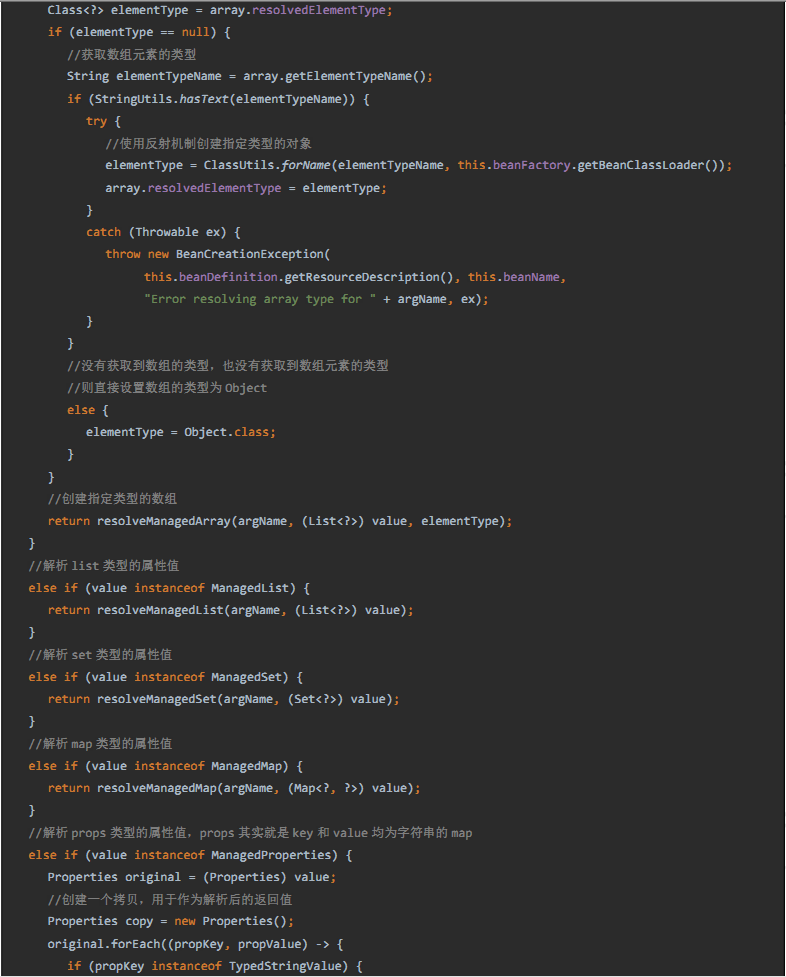 Class<?> elementType = array.resolvedElementType;
if (elementType == null) {
//获取数组元素的类型
String elementTypeName = array.getElementTypeName();
if (StringUtils.hasText(elementTypeName)) {
try {
//使用反射机制创建指定类型的对象
elementType = ClassUtils.forName(elementTypeName, this.beanFactory.getBeanClassLoader());
array.resolvedElementType = elementType;
}
catch (Throwable ex) {
throw new BeanCreationException(
this.beanDefinition.getResourceDescription(), this.beanName,
"Error resolving array type for " + argName, ex);
}
}
//没有获取到数组的类型，也没有获取到数组元素的类型
//则直接设置数组的类型为 Object
else {
elementType = Object.class;
}
}
//创建指定类型的数组
return resolveManagedArray(argName, (List<?>) value, elementType);
}
//解析 list 类型的属性值
else if (value instanceof ManagedList) {
return resolveManagedList(argName, (List<?>) value);
}
//解析 set 类型的属性值
else if (value instanceof ManagedSet) {
return resolveManagedSet(argName, (Set<?>) value);
}
//解析 map 类型的属性值
else if (value instanceof ManagedMap) {
return resolveManagedMap(argName, (Map<?, ?>) value);
}
//解析 props 类型的属性值，props 其实就是 key 和 value 均为字符串的 map
else if (value instanceof ManagedProperties) {
Properties original = (Properties) value;
//创建一个拷贝，用于作为解析后的返回值
Properties copy = new Properties();
original.forEach((propKey, propValue) -> {
if (propKey instanceof TypedStringValue) {